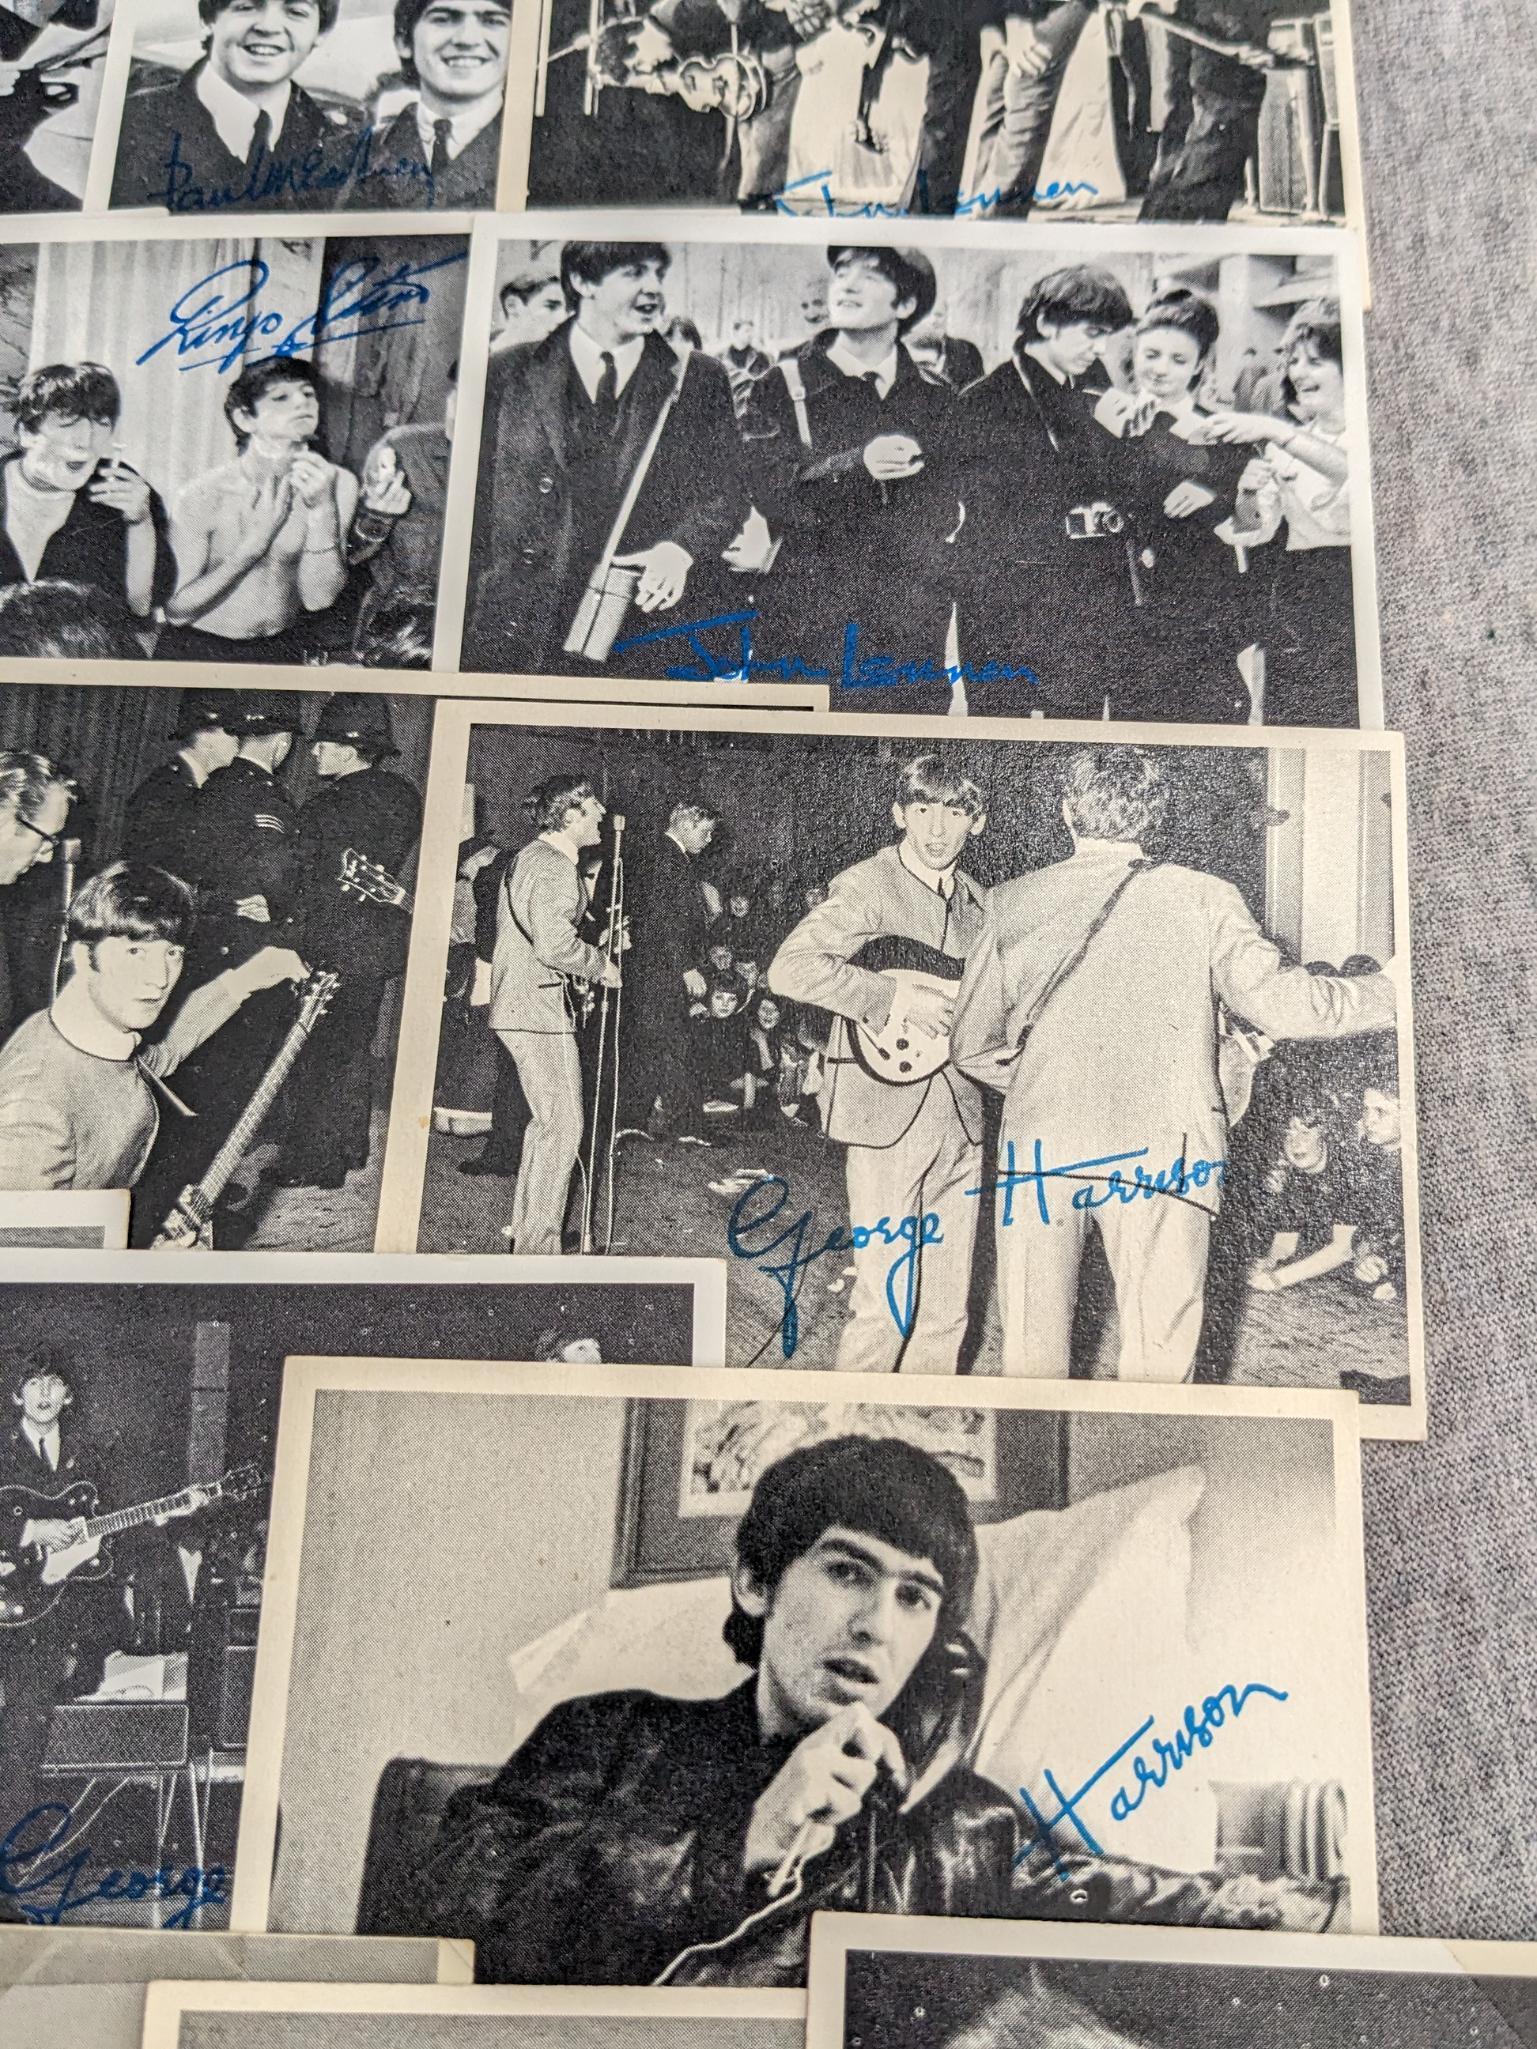 Paul McCartney
John Lennon
Ringo Starr
John Lennon
George Harrison
George
Harrison